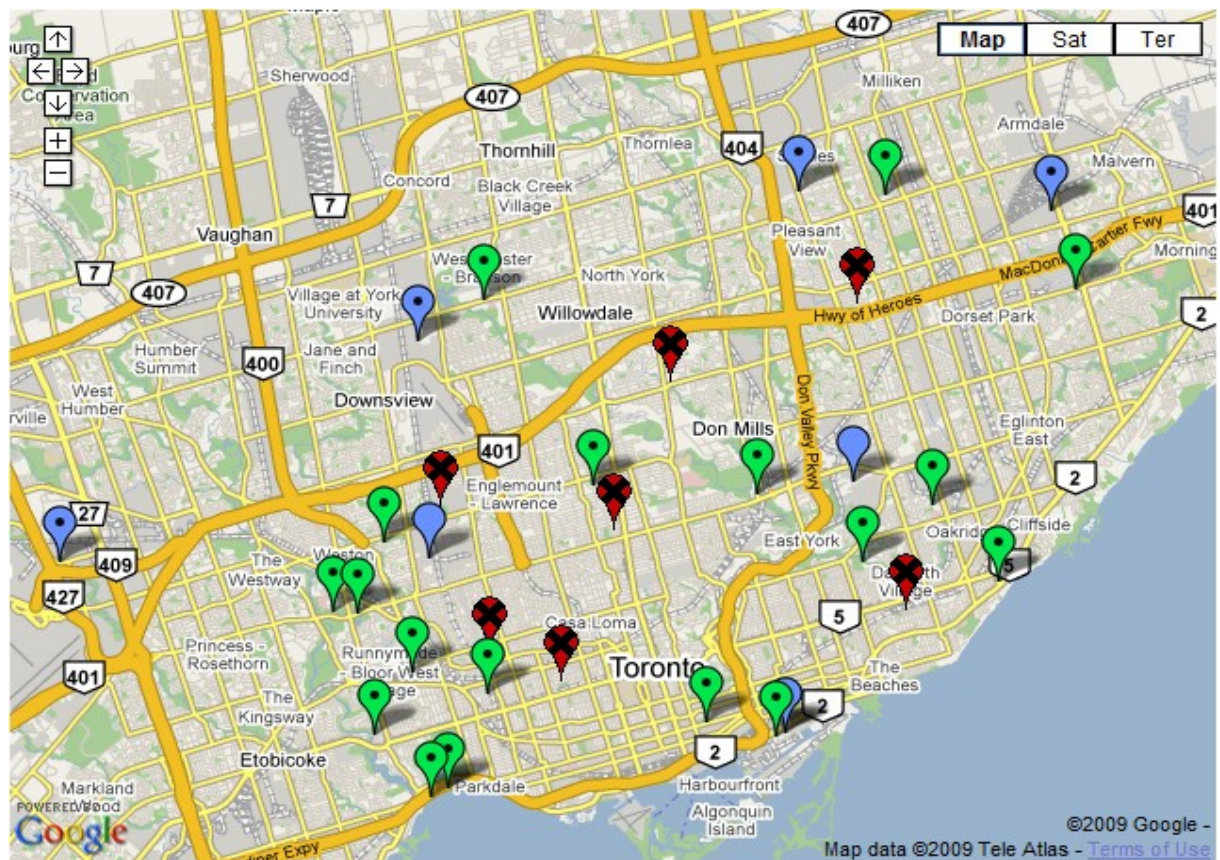 407
Map Sat Ter
Sherwood
Milliken
407
Armdale
Thornhill
Thornlea
404
Malvern
Concord
Black Creek
Village
7
401
Vaughan
Pleasant
View
MacDon
Cartier Fwy
Morning
7
North York
407
Village at York
University
Willowdale
Hwy of Heroes
Dorset Park
2
Humber
Summit
Jane and
Finch
400
West
Humber
Downsview
Don Valley Pkwy
Don Mills
Eglinton
East
401
2
Englemount
- Lawrence
27
Weston
East York
Oakridge
Cliffside
The
Westway
409
5
427
Village
5
Casa Loma
Princess -
Rosethorn
Runnymede
- Bloor West
Village
Toronto
401
The
Beaches
The
Kingsway
2
Etobicoke
2
Markland
Wood
Parkdale
Harbourfront
Algonquin
Island
POWERED BY
Google
©2009 Google -
Map data ©2009 Tele Atlas - Terms of Use